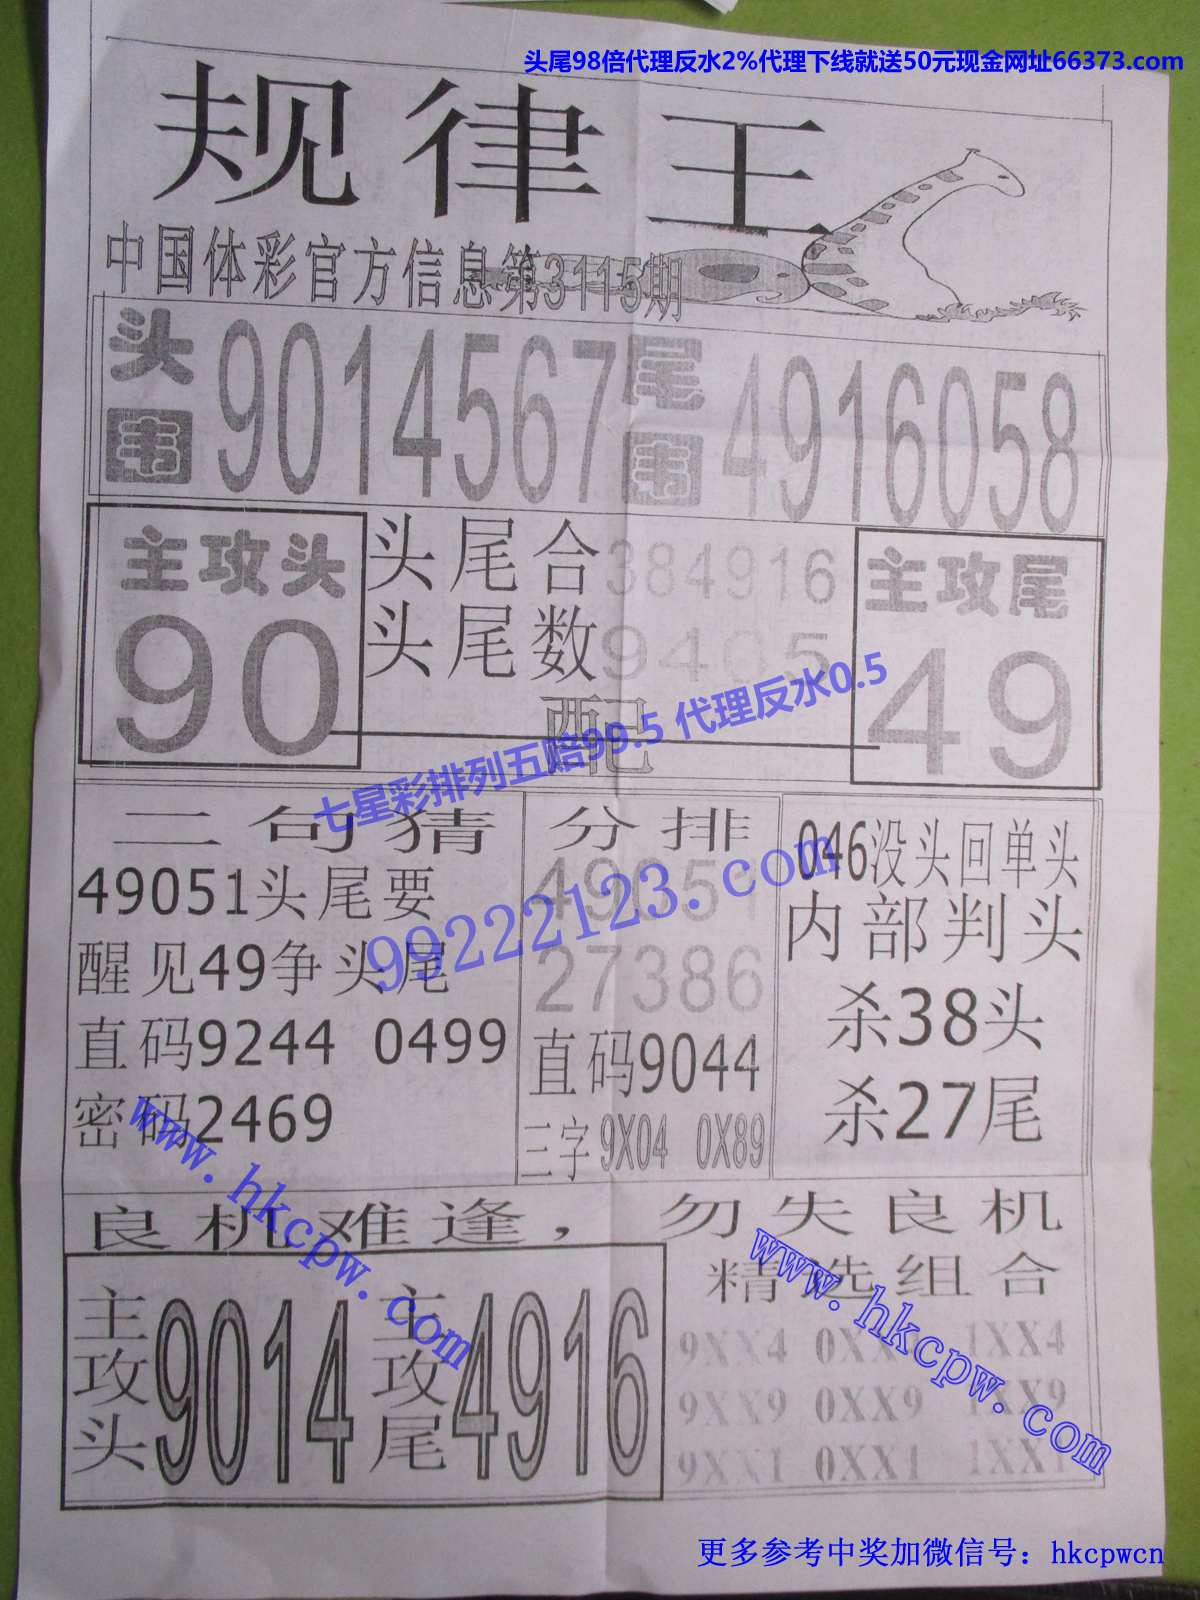 头尾98倍代理反水2%代理下线就送50元现金网址66373.com
规律王
中国体彩官方信息第3115期
头围 9014567 尾围 4916058
主攻头
90
头尾合384916
头尾数9465
配
主攻尾
49
七星彩排列五赔99.5 代理反水0.5
99222123.com
二句猜
49051头尾要
醒见49争头尾
直码9244 0499
密码2469
分排
49051
27386
直码9044
三字 9X04 0X89
046没头回单头
内部判头
杀38头
杀27尾
www.hkcpw.com
良机难逢，勿失良机
主攻头 9014 主攻尾 4916
精选组合
9XX4 0XX4 1XX4
9XX9 0XX9 1XX9
9XX1 0XX1 1XX1
www.hkcpw.com
更多参考中奖加微信号：hkcpwcn